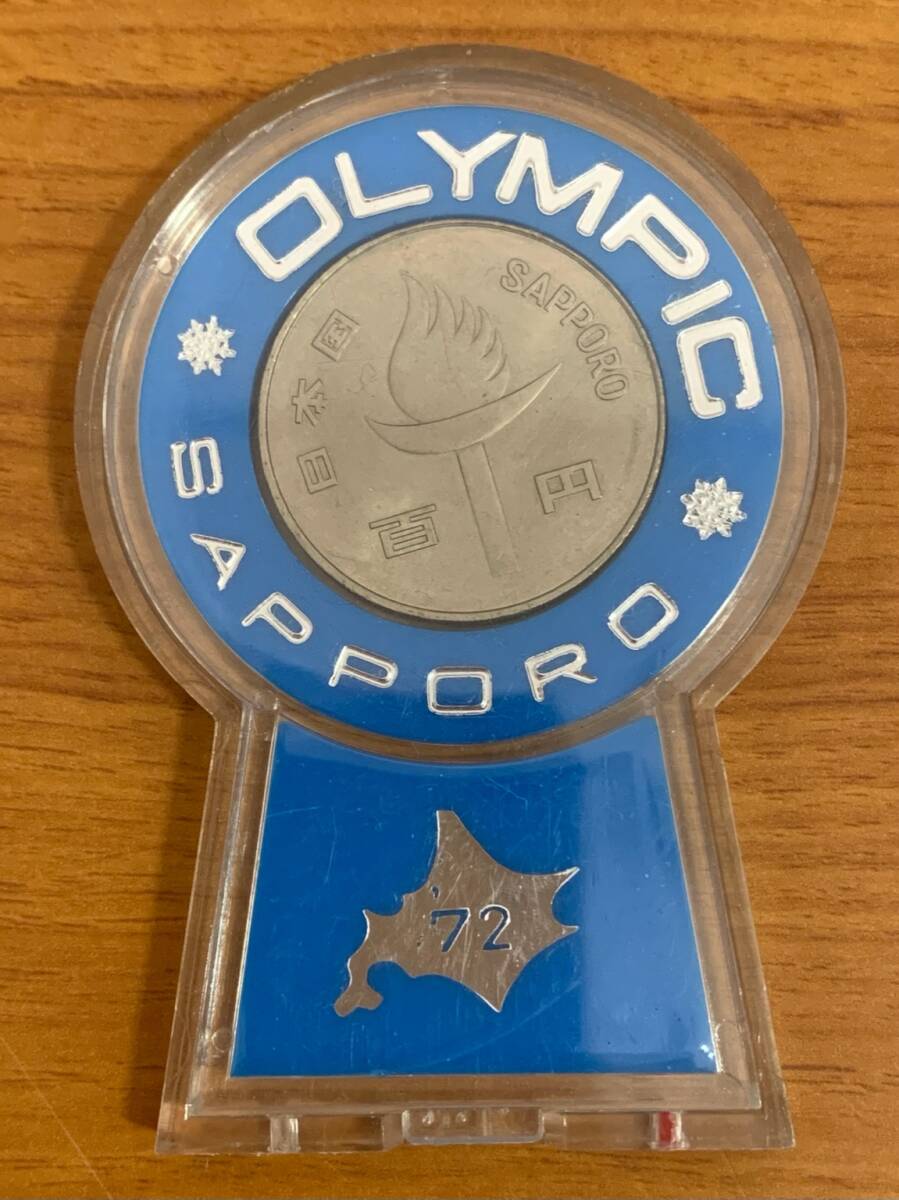 OLYMPIC
日本国
SAPPORO
百円
SAPPORO
'72